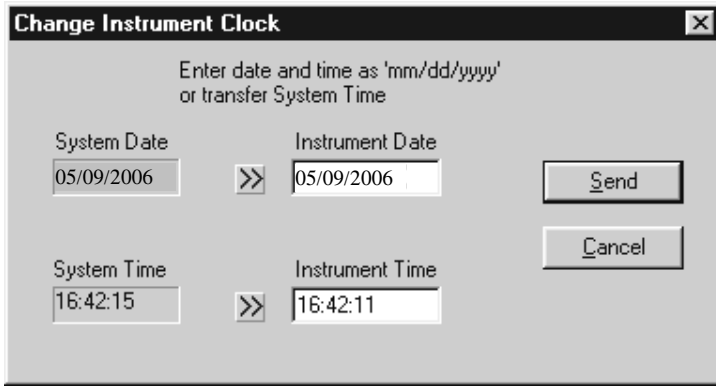 Change Instrument Clock
Enter date and time as 'mm/dd/yyyy'
or transfer System Time
System Date Instrument Date
05/09/2006 >> 05/09/2006 Send
Cancel
System Time Instrument Time
16:42:15 >> 16:42:11